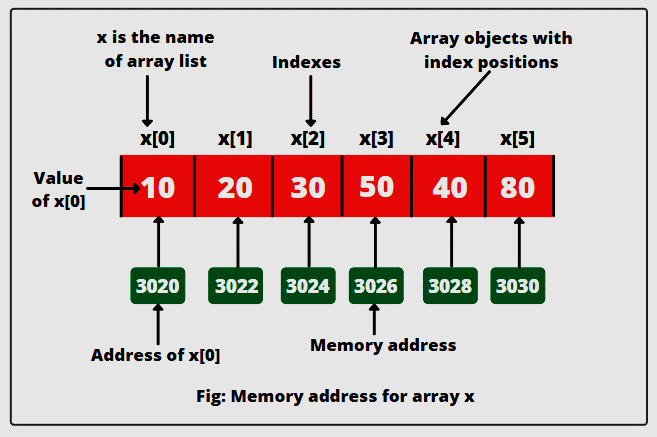 x is the name
of array list
Indexes
Array objects with
index positions
x[0] x[1] x[2] x[3] x[4] x[5]
Value
of x[0]
10 20 30 50 40 80
3020 3022 3024 3026 3028 3030
Address of x[0]
Memory address
Fig: Memory address for array x